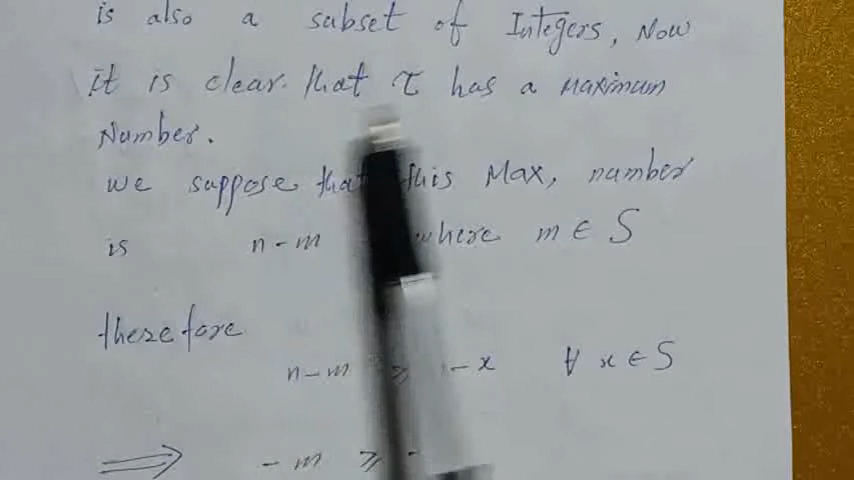 is also a subset of Integers, Now
it is clear. that τ has a Maximum
Number.
we suppose that this Max, number
is n-m where m ∈ S
therefore
n-m ≥ - x ∀ x ∈ S
⟹ - m ≥ -